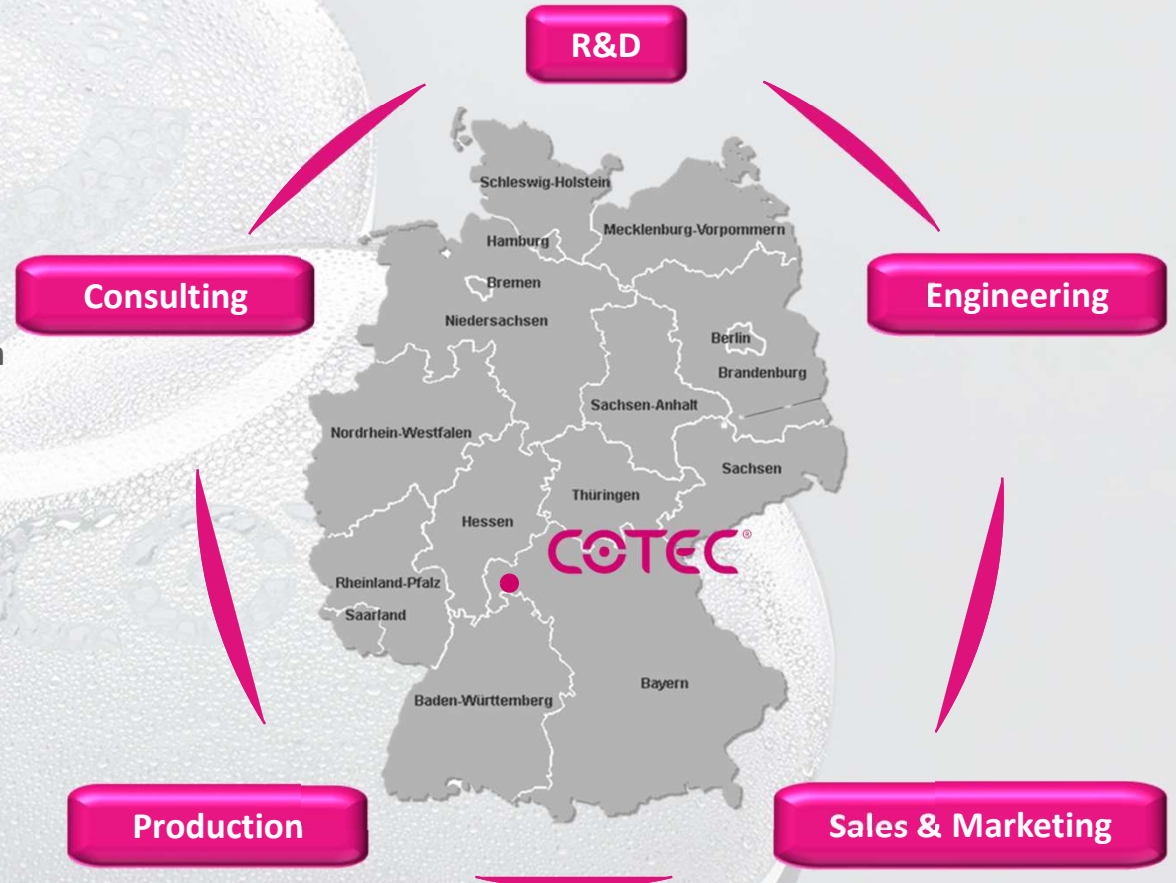 R&D
Schleswig-Holstein
Mecklenburg-Vorpommern
Hamburg
Bremen
Consulting
Engineering
Niedersachsen
Berlin
Brandenburg
Sachsen-Anhalt
Nordrhein-Westfalen
Sachsen
Thüringen
Hessen
COTEC®
Rheinland-Pfalz
Saarland
Bayern
Baden-Württemberg
Production
Sales & Marketing